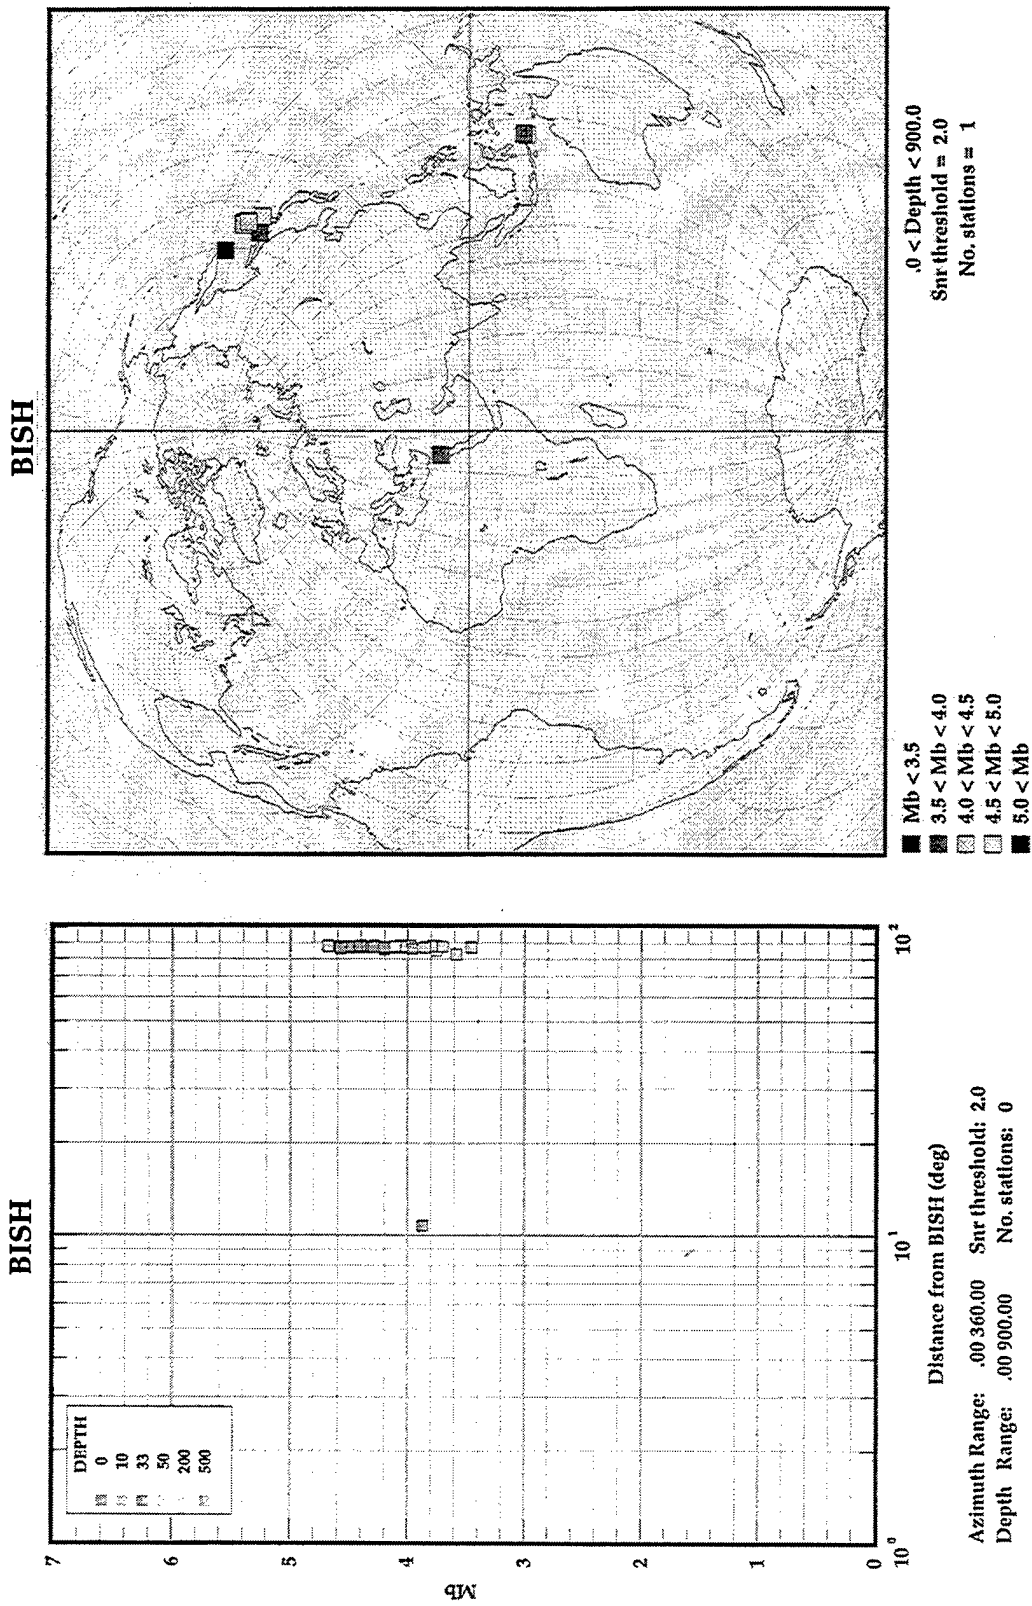 BISH
DEPTH
0
10
33
50
200
500
7
6
5
4
3
2
1
0
Mb
10^0
10^1
10^2
Distance from BISH (deg)
Azimuth Range: .00 360.00 Snr threshold: 2.0
Depth Range: .00 900.00 No. stations: 0
BISH
Mb < 3.5
3.5 < Mb < 4.0
4.0 < Mb < 4.5
4.5 < Mb < 5.0
5.0 < Mb
.0 < Depth < 900.0
Snr threshold = 2.0
No. stations = 1